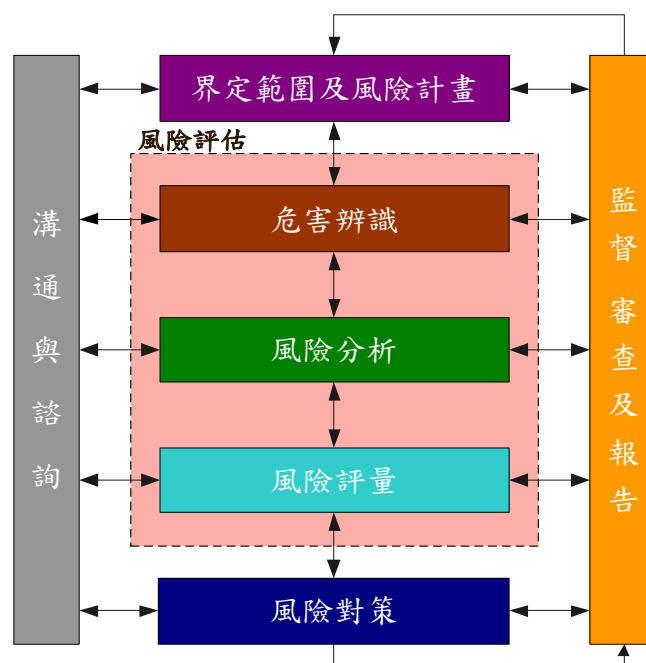 界定範圍及風險計畫
風險評估
危害辨識
風險分析
風險評量
風險對策
溝通與諮詢
監督 審查及報告